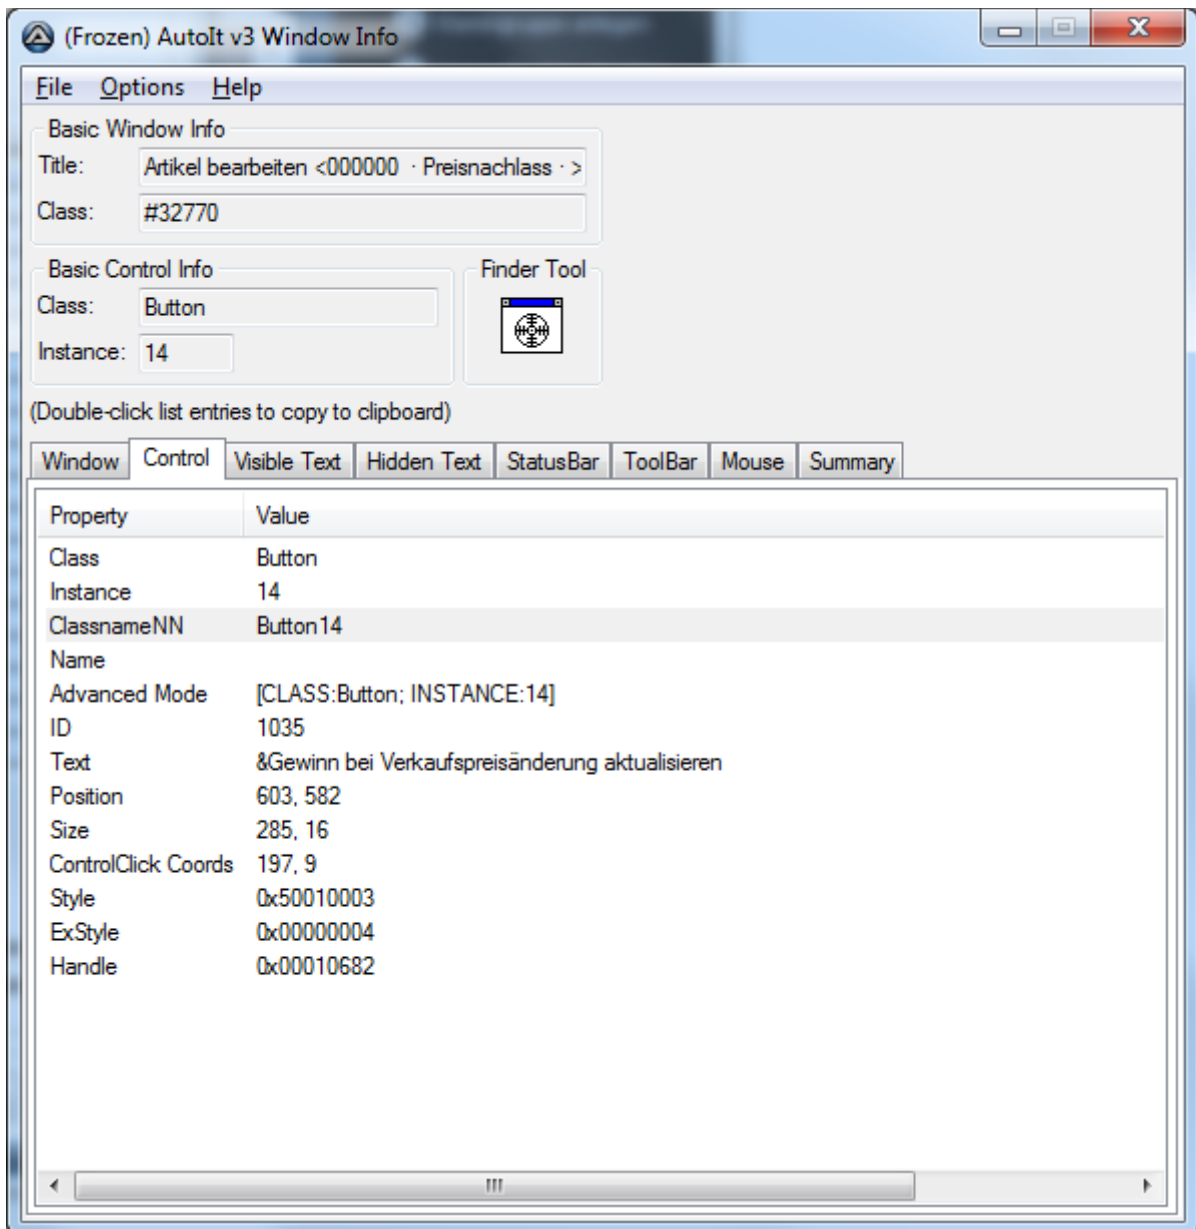 (Frozen) AutoIt v3 Window Info
File Options Help
Basic Window Info
Title: Artikel bearbeiten <000000 · Preisnachlass · >
Class: #32770
Basic Control Info
Class: Button
Instance: 14
Finder Tool
(Double-click list entries to copy to clipboard)
Window Control Visible Text Hidden Text StatusBar ToolBar Mouse Summary
Property Value
Class Button
Instance 14
ClassnameNN Button14
Name
Advanced Mode [CLASS:Button; INSTANCE:14]
ID 1035
Text &Gewinn bei Verkaufspreisänderung aktualisieren
Position 603, 582
Size 285, 16
ControlClick Coords 197, 9
Style 0x50010003
ExStyle 0x00000004
Handle 0x00010682